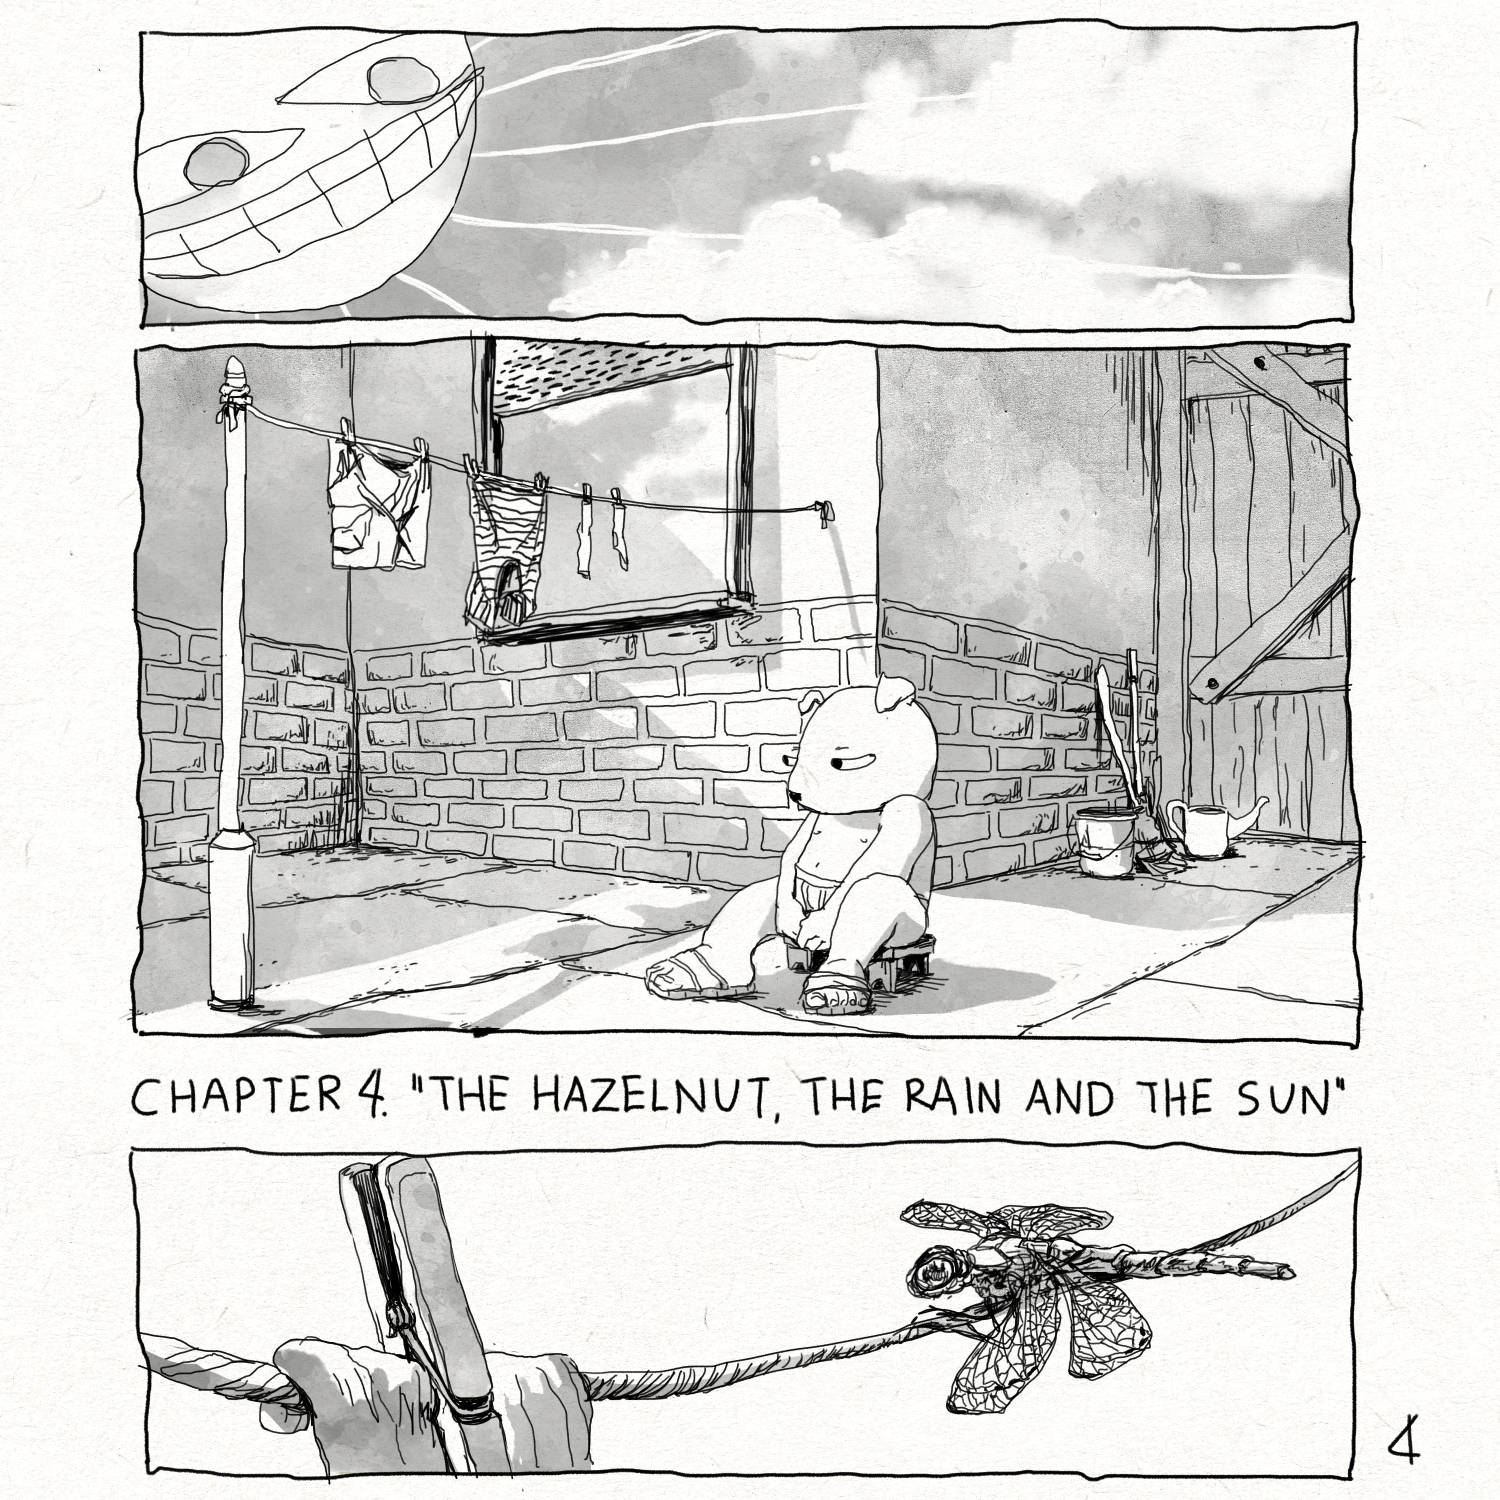 CHAPTER 4. "THE HAZELNUT, THE RAIN AND THE SUN"
4